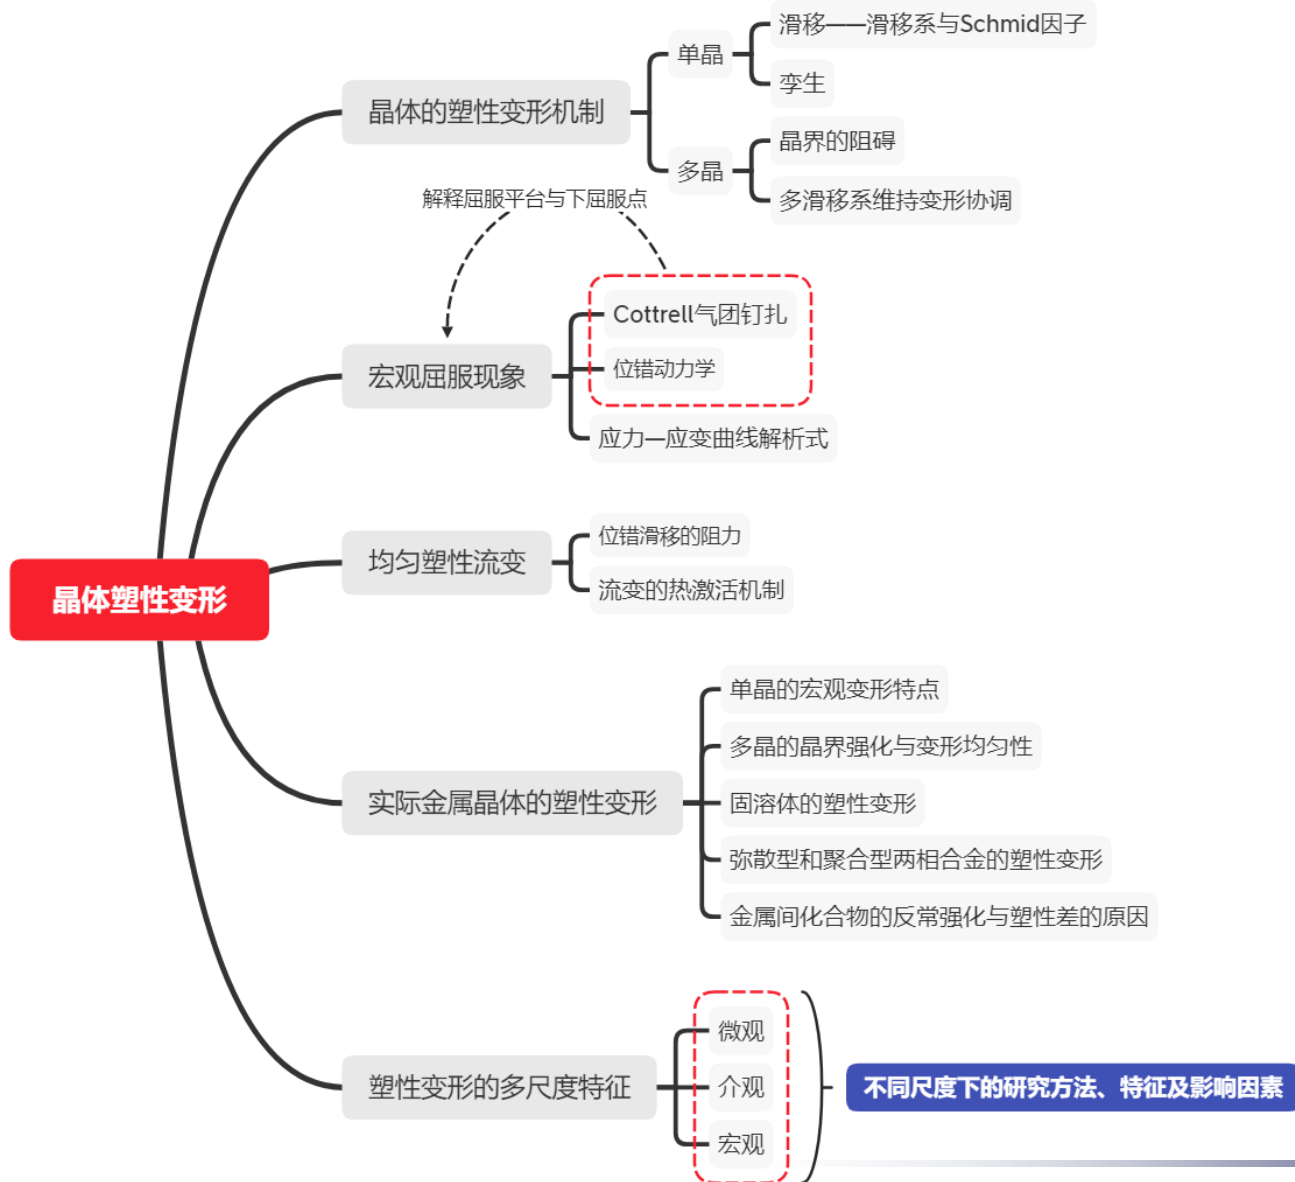 晶体塑性变形
晶体的塑性变形机制
单晶
滑移——滑移系与Schmid因子
孪生
多晶
晶界的阻碍
多滑移系维持变形协调
解释屈服平台与下屈服点
宏观屈服现象
Cottrell气团钉扎
位错动力学
应力—应变曲线解析式
均匀塑性流变
位错滑移的阻力
流变的热激活机制
实际金属晶体的塑性变形
单晶的宏观变形特点
多晶的晶界强化与变形均匀性
固溶体的塑性变形
弥散型和聚合型两相合金的塑性变形
金属间化合物的反常强化与塑性差的原因
塑性变形的多尺度特征
微观
介观
宏观
不同尺度下的研究方法、特征及影响因素